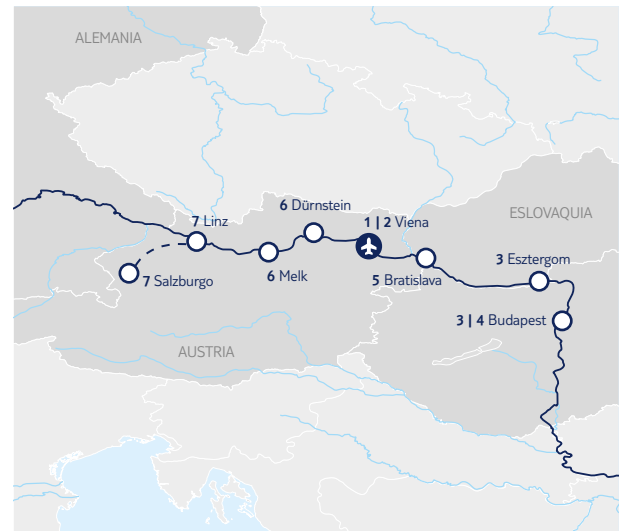 ALEMANIA
6 Dürnstein
1 | 2 Viena
7 Linz
ESLOVAQUIA
3 Esztergom
6 Melk
5 Bratislava
7 Salzburgo
3 | 4 Budapest
AUSTRIA